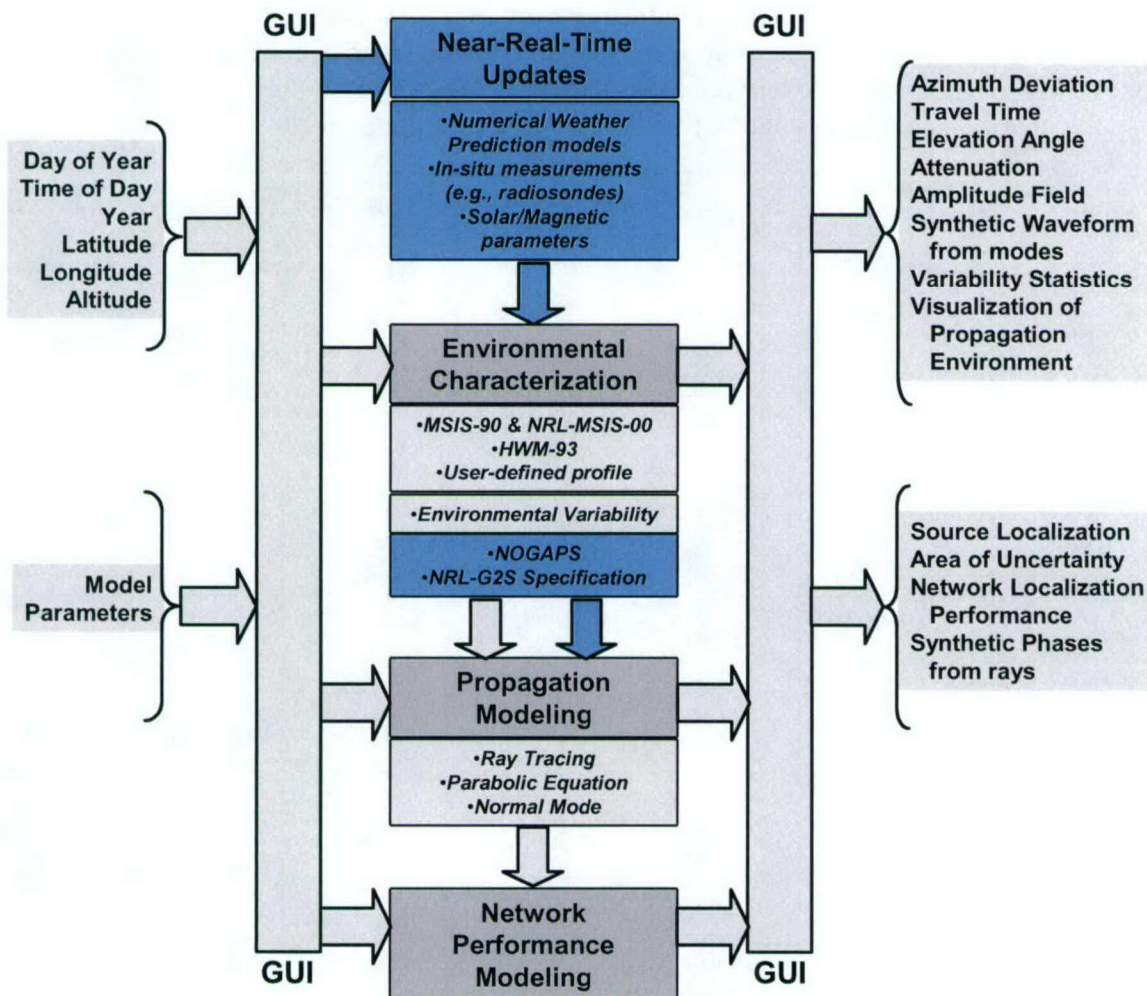 GUI
GUI
Near-Real-Time
Updates
•Numerical Weather
Prediction models
•In-situ measurements
(e.g., radiosondes)
•Solar/Magnetic
parameters
Day of Year
Time of Day
Year
Latitude
Longitude
Altitude
Azimuth Deviation
Travel Time
Elevation Angle
Attenuation
Amplitude Field
Synthetic Waveform
from modes
Variability Statistics
Visualization of
Propagation
Environment
Environmental
Characterization
•MSIS-90 & NRL-MSIS-00
•HWM-93
•User-defined profile
•Environmental Variability
•NOGAPS
•NRL-G2S Specification
Model
Parameters
Source Localization
Area of Uncertainty
Network Localization
Performance
Synthetic Phases
from rays
Propagation
Modeling
•Ray Tracing
•Parabolic Equation
•Normal Mode
Network
Performance
Modeling
GUI
GUI